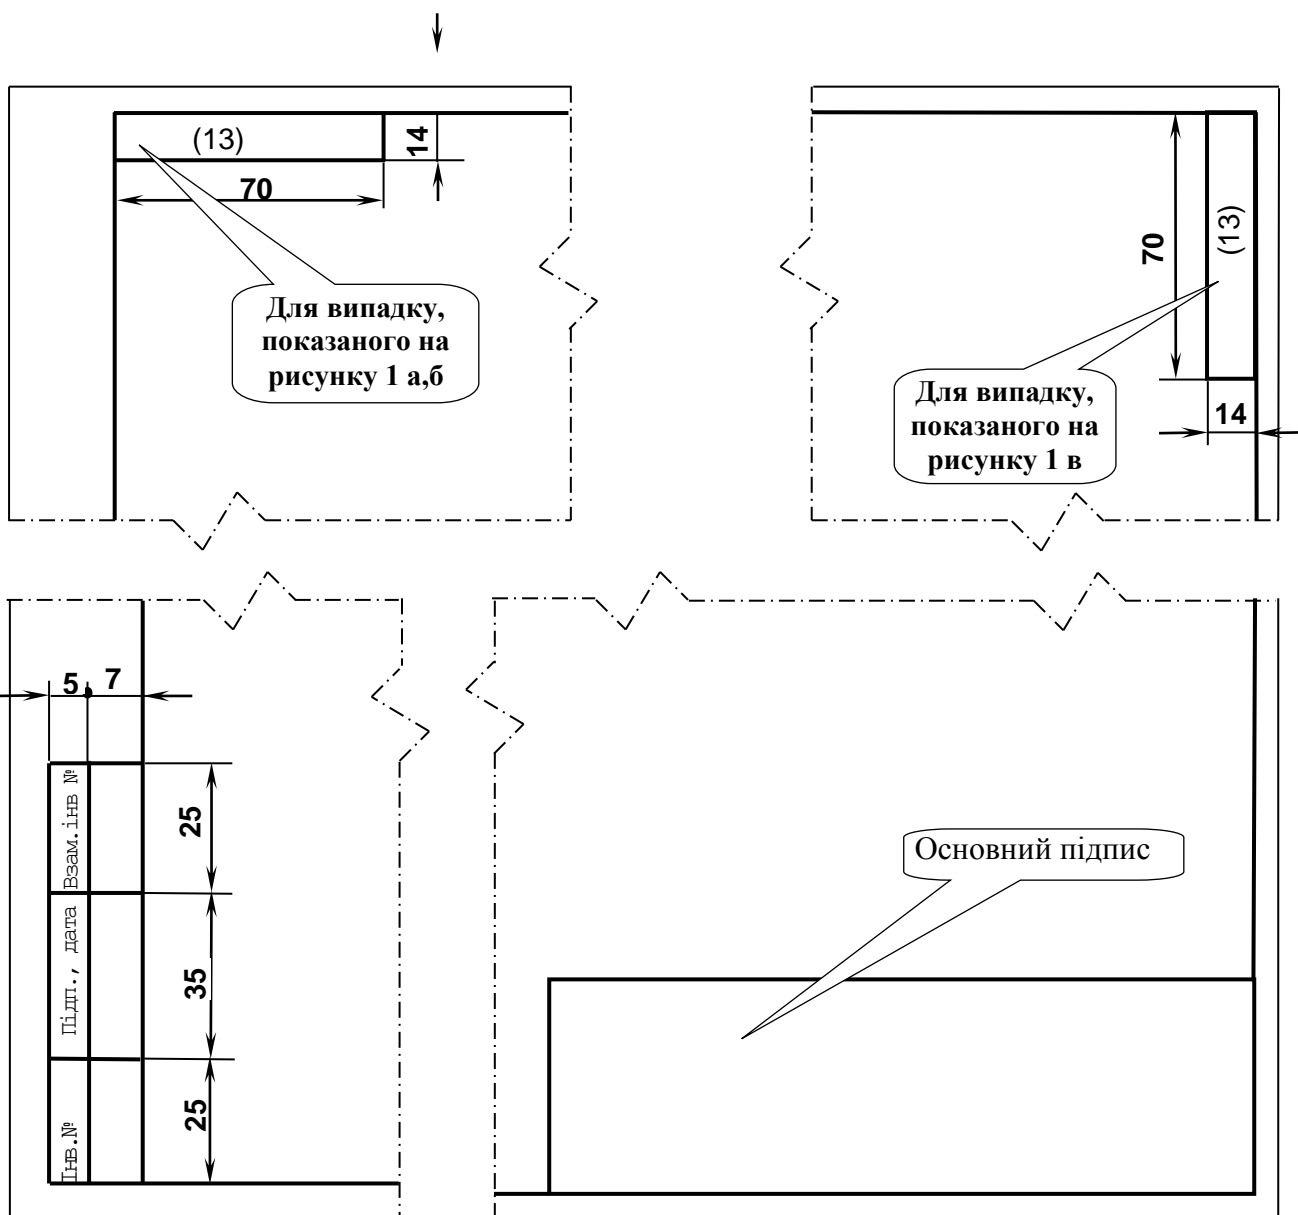 (13)
14
70
Для випадку,
показаного на
рисунку 1 а,б
70
(13)
14
Для випадку,
показаного на
рисунку 1 в
5
7
Взам.інв №
25
Підп., дата
35
Інв.№
25
Основний підпис